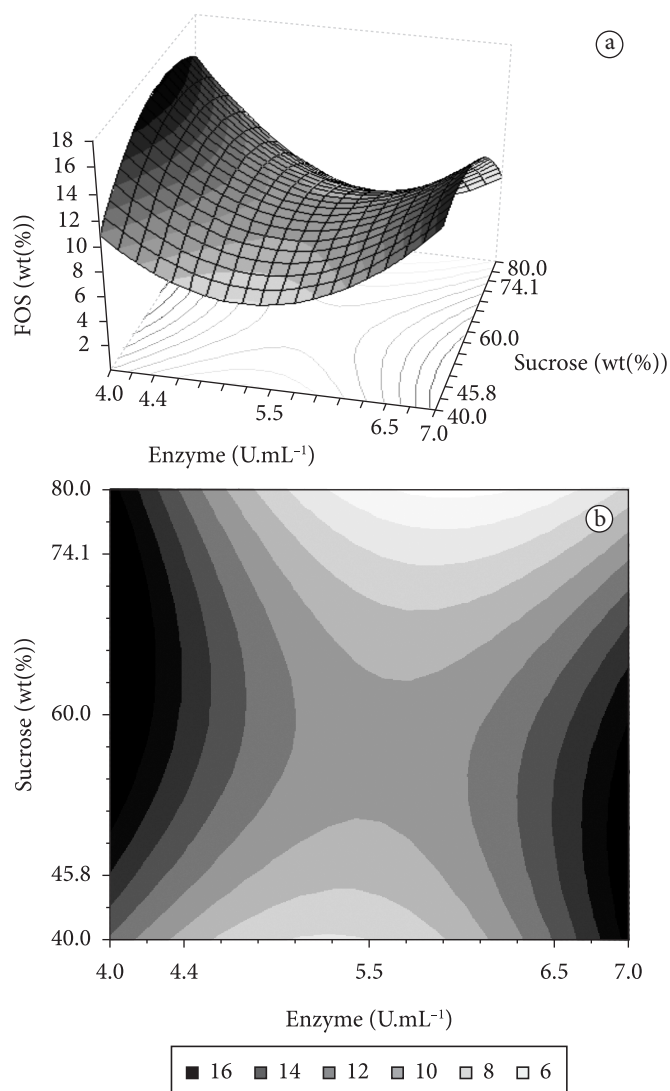 a
18
16
14
12
10
8
6
4
2
FOS (wt(%))
4.0
4.4
5.5
6.5
7.0
Enzyme (U.mL⁻¹)
80.0
74.1
60.0
45.8
40.0
Sucrose (wt(%))
b
80.0
74.1
60.0
45.8
40.0
Sucrose (wt(%))
4.0 4.4 5.5 6.5 7.0
Enzyme (U.mL⁻¹)
16 14 12 10 8 6